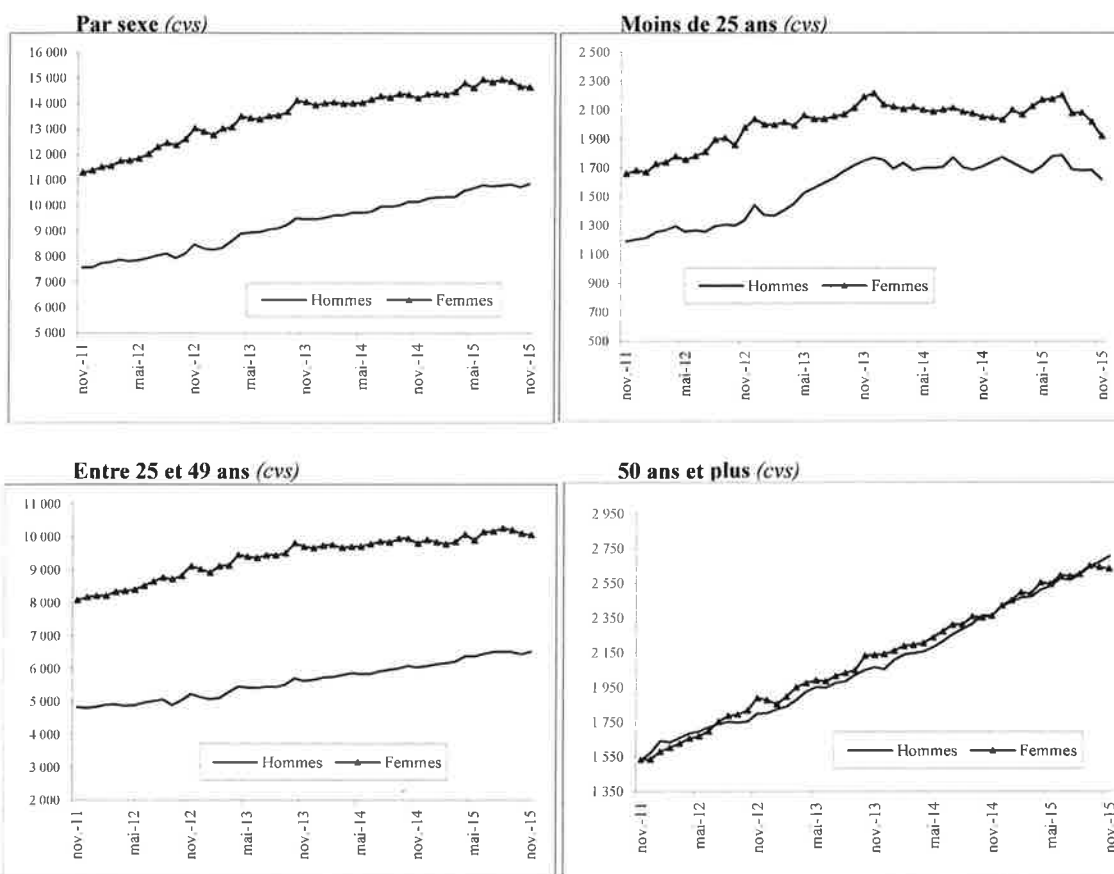 Par sexe (cvs)
16 000
15 000
14 000
13 000
12 000
11 000
10 000
9 000
8 000
7 000
6 000
5 000
Hommes
Femmes
nov.-11
mai-12
nov.-12
mai-13
nov.-13
mai-14
nov.-14
mai-15
nov.-15
Moins de 25 ans (cvs)
2 500
2 300
2 100
1 900
1 700
1 500
1 300
1 100
900
700
500
Hommes
Femmes
nov.-11
mai-12
nov.-12
mai-13
nov.-13
mai-14
nov.-14
mai-15
nov.-15
Entre 25 et 49 ans (cvs)
11 000
10 000
9 000
8 000
7 000
6 000
5 000
4 000
3 000
2 000
Hommes
Femmes
nov.-11
mai-12
nov.-12
mai-13
nov.-13
mai-14
nov.-14
mai-15
nov.-15
50 ans et plus (cvs)
2 950
2 750
2 550
2 350
2 150
1 950
1 750
1 550
1 350
Hommes
Femmes
nov.-11
mai-12
nov.-12
mai-13
nov.-13
mai-14
nov.-14
mai-15
nov.-15